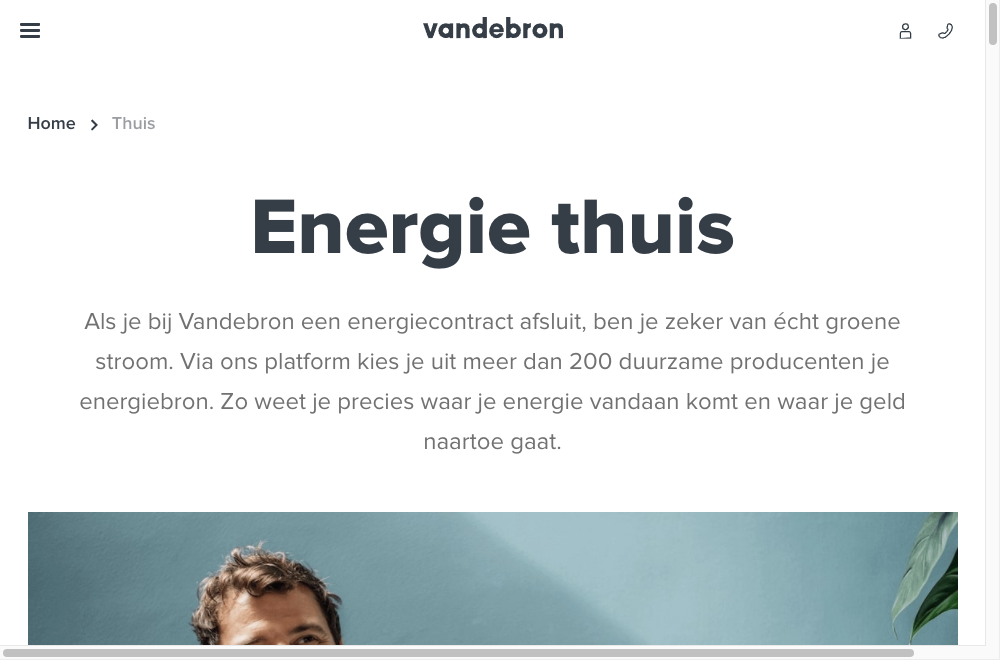 vandebron
Home
Thuis
Energie thuis
Als je bij Vandebron een energiecontract afsluit, ben je zeker van écht groene
stroom. Via ons platform kies je uit meer dan 200 duurzame producenten je
energiebron. Zo weet je precies waar je energie vandaan komt en waar je geld
naartoe gaat.